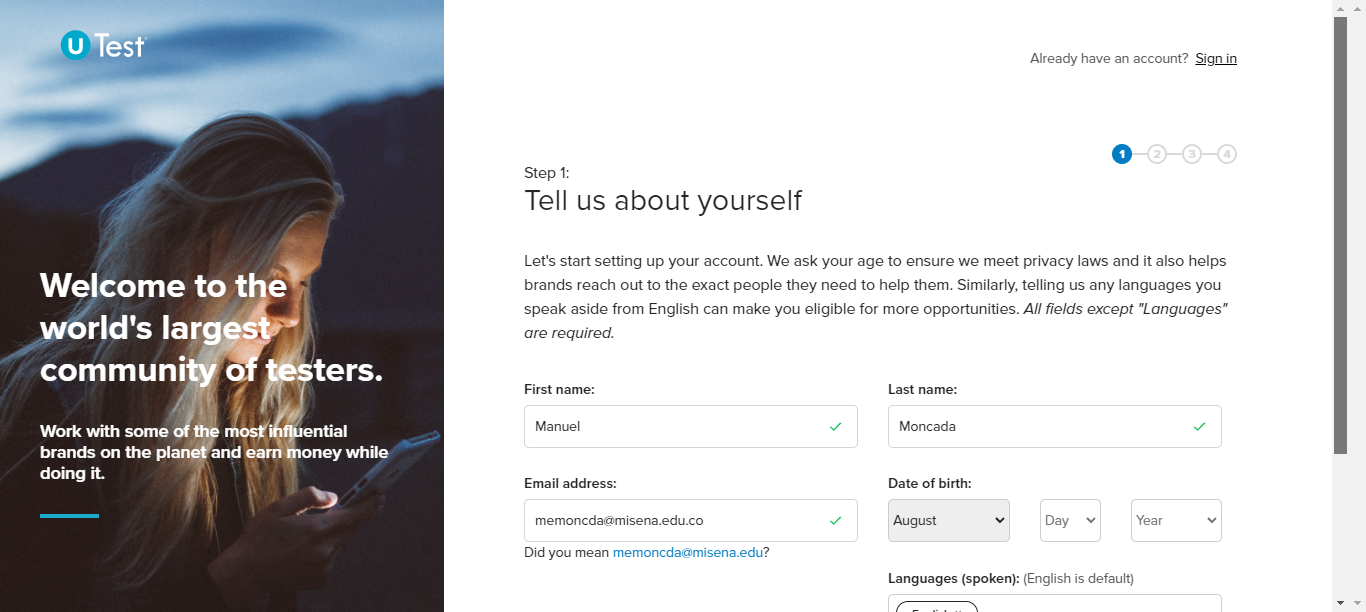 U Test
Already have an account? Sign in
1 2 3 4
Step 1:
Tell us about yourself
Let's start setting up your account. We ask your age to ensure we meet privacy laws and it also helps
brands reach out to the exact people they need to help them. Similarly, telling us any languages you
speak aside from English can make you eligible for more opportunities. All fields except "Languages"
are required.
Welcome to the
world's largest
community of testers.
Work with some of the most influential
brands on the planet and earn money while
doing it.
First name: Last name:
Manuel Moncada
Email address: Date of birth:
memoncda@misena.edu.co August Day Year
Did you mean memoncda@misena.edu?
Languages (spoken): (English is default)